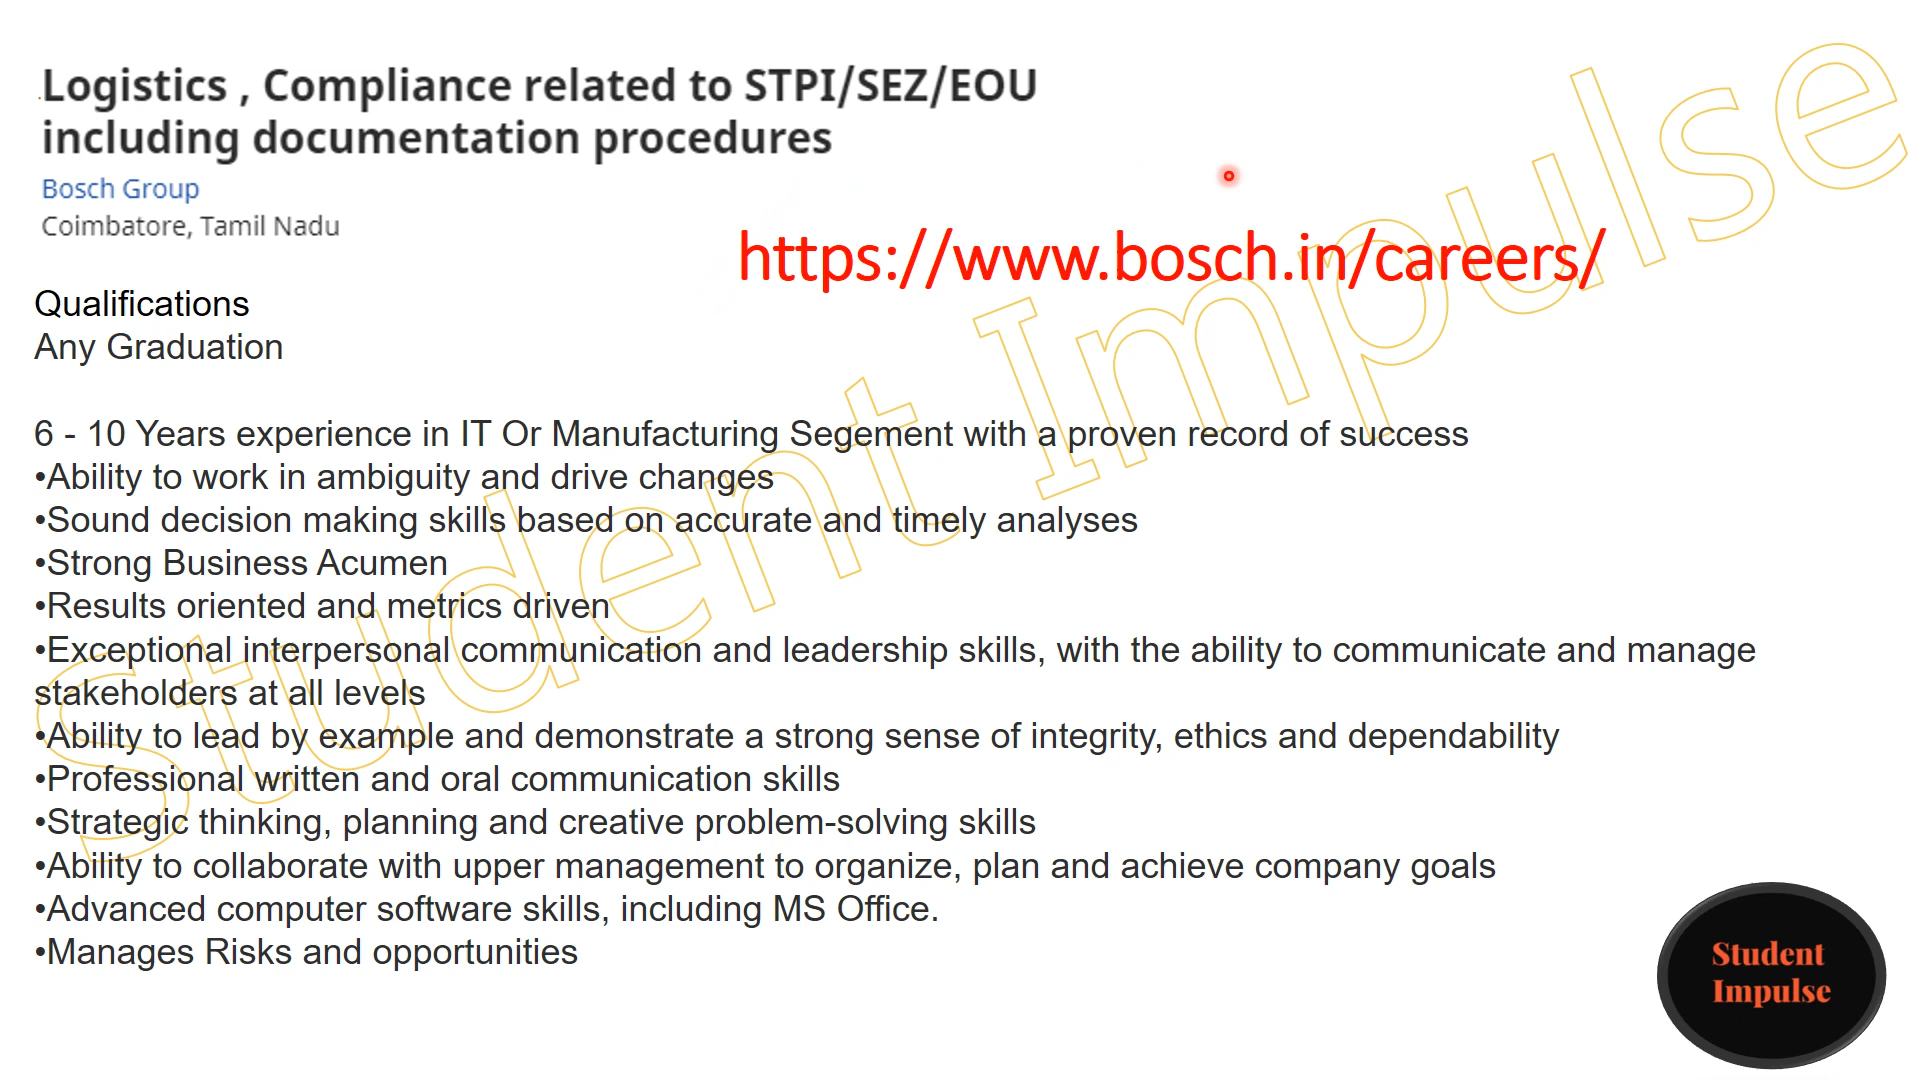 Logistics , Compliance related to STPI/SEZ/EOU
including documentation procedures
Bosch Group
Coimbatore, Tamil Nadu
https://www.bosch.in/careers/
Qualifications
Any Graduation
6 - 10 Years experience in IT Or Manufacturing Segement with a proven record of success
•Ability to work in ambiguity and drive changes
•Sound decision making skills based on accurate and timely analyses
•Strong Business Acumen
•Results oriented and metrics driven
•Exceptional interpersonal communication and leadership skills, with the ability to communicate and manage
stakeholders at all levels
•Ability to lead by example and demonstrate a strong sense of integrity, ethics and dependability
•Professional written and oral communication skills
•Strategic thinking, planning and creative problem-solving skills
•Ability to collaborate with upper management to organize, plan and achieve company goals
•Advanced computer software skills, including MS Office.
•Manages Risks and opportunities
Student Impulse
Student
Impulse